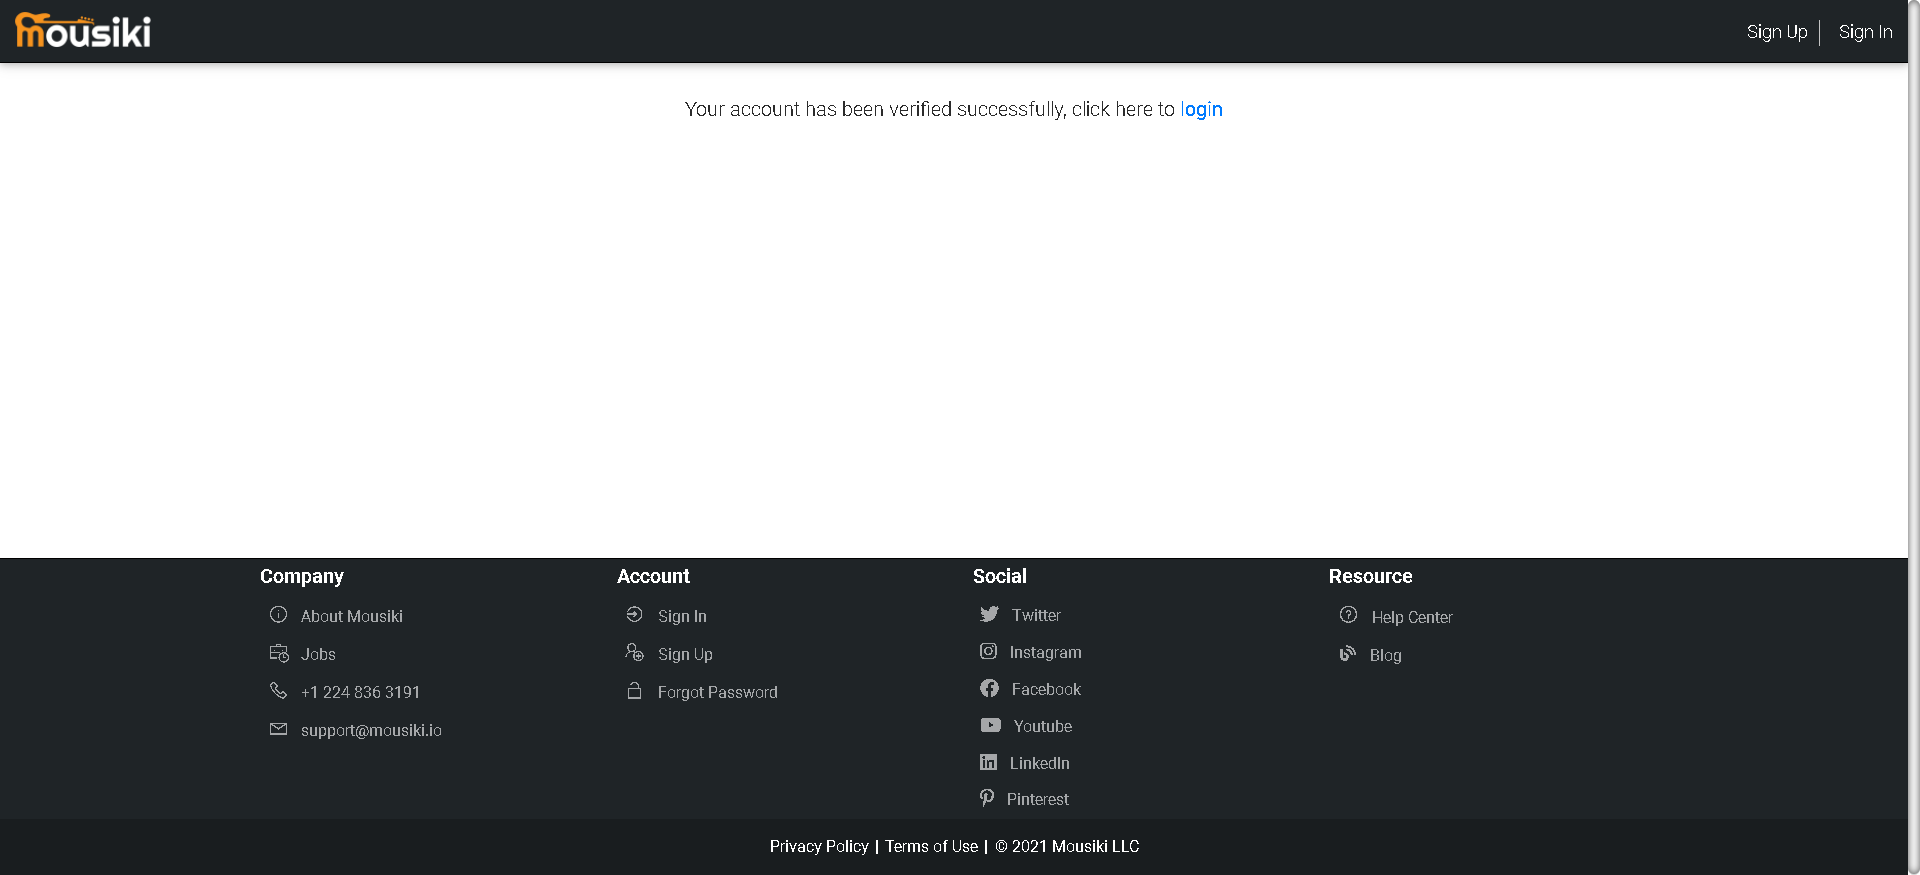 mousiki
Sign Up
Sign In
Your account has been verified successfully, click here to login
Company
About Mousiki
Jobs
+1 224 836 3191
support@mousiki.io
Account
Sign In
Sign Up
Forgot Password
Social
Twitter
Instagram
Facebook
Youtube
LinkedIn
Pinterest
Resource
Help Center
Blog
Privacy Policy | Terms of Use | © 2021 Mousiki LLC